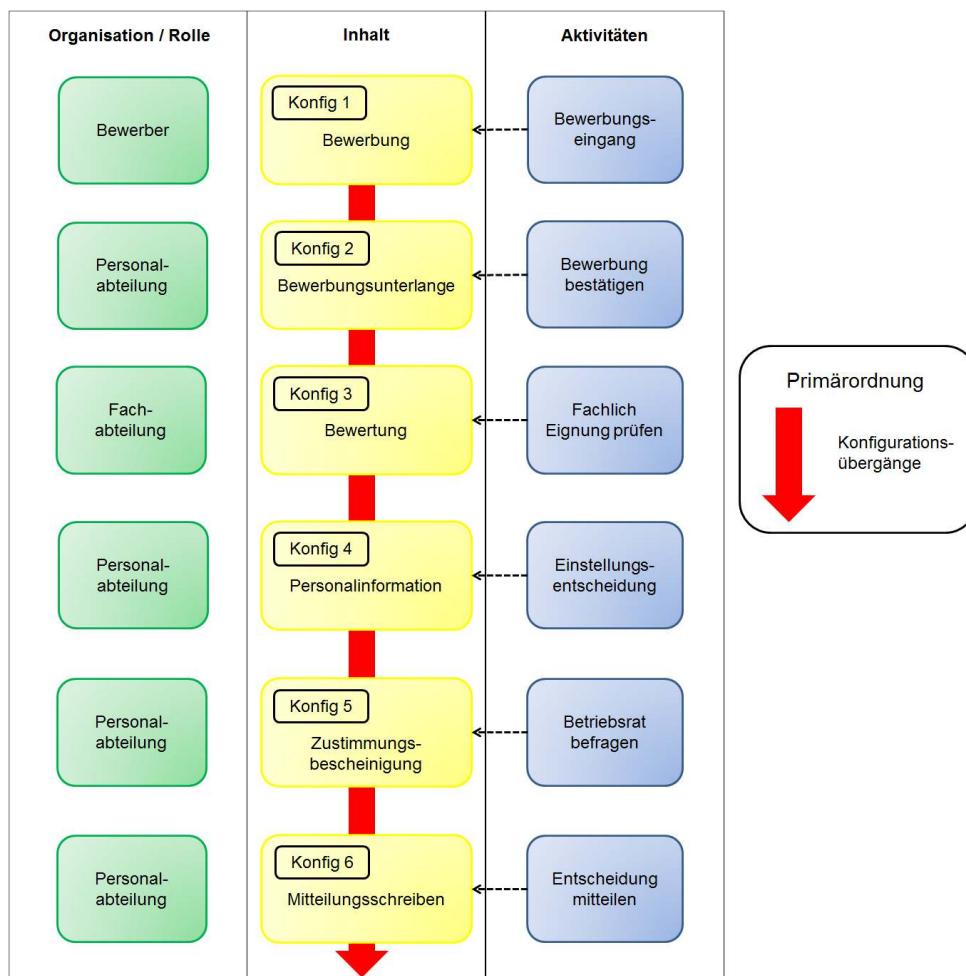 Organisation / Rolle
Inhalt
Aktivitäten
Bewerber
Konfig 1
Bewerbung
Bewerbungs-
eingang
Personal-
abteilung
Konfig 2
Bewerbungsunterlange
Bewerbung
bestätigen
Fach-
abteilung
Konfig 3
Bewertung
Fachlich
Eignung prüfen
Personal-
abteilung
Konfig 4
Personalinformation
Einstellungs-
entscheidung
Personal-
abteilung
Konfig 5
Zustimmungs-
bescheinigung
Betriebsrat
befragen
Personal-
abteilung
Konfig 6
Mitteilungsschreiben
Entscheidung
mitteilen
Primärordnung
Konfigurations-
übergänge